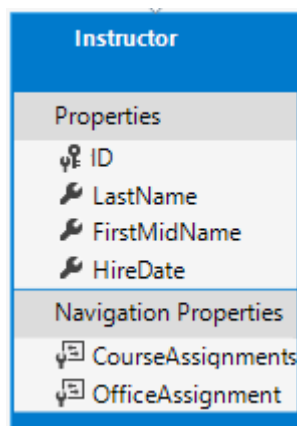 Instructor
Properties
ID
LastName
FirstMidName
HireDate
Navigation Properties
CourseAssignments
OfficeAssignment